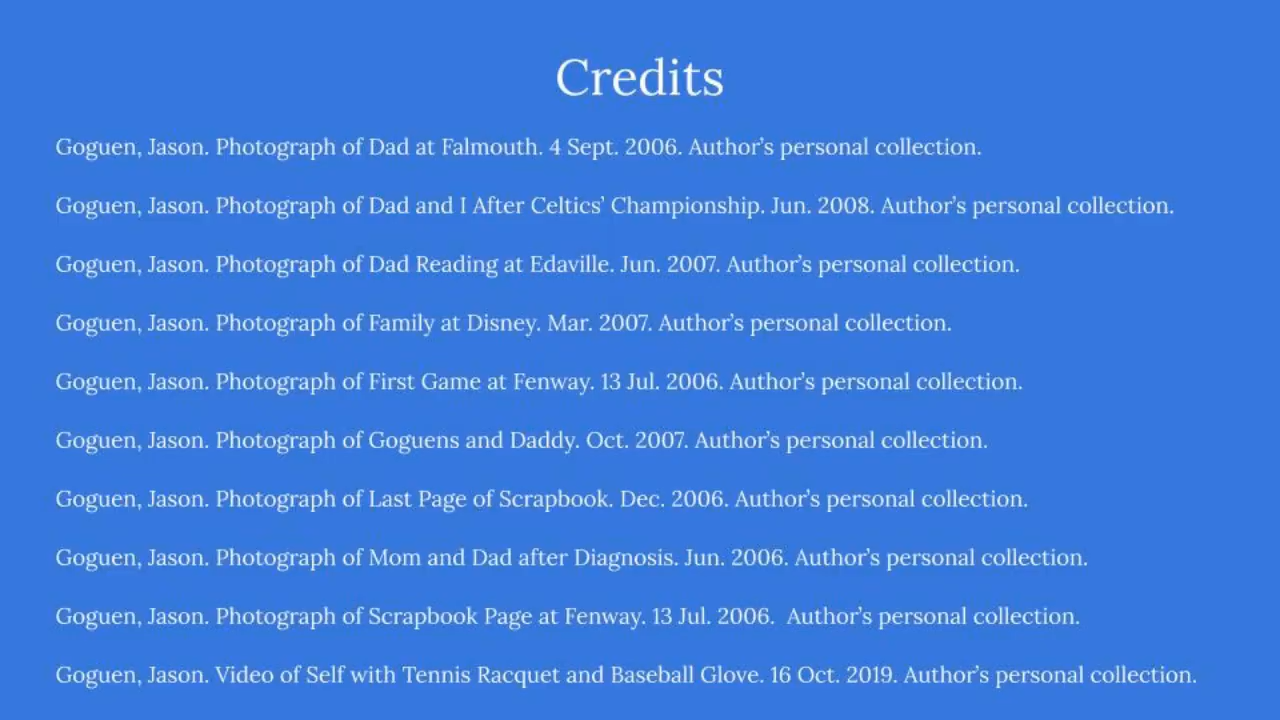 Credits
Goguen, Jason. Photograph of Dad at Falmouth. 4 Sept. 2006. Author’s personal collection.
Goguen, Jason. Photograph of Dad and I After Celtics’ Championship. Jun. 2008. Author’s personal collection.
Goguen, Jason. Photograph of Dad Reading at Edaville. Jun. 2007. Author’s personal collection.
Goguen, Jason. Photograph of Family at Disney. Mar. 2007. Author’s personal collection.
Goguen, Jason. Photograph of First Game at Fenway. 13 Jul. 2006. Author’s personal collection.
Goguen, Jason. Photograph of Goguens and Daddy. Oct. 2007. Author’s personal collection.
Goguen, Jason. Photograph of Last Page of Scrapbook. Dec. 2006. Author’s personal collection.
Goguen, Jason. Photograph of Mom and Dad after Diagnosis. Jun. 2006. Author’s personal collection.
Goguen, Jason. Photograph of Scrapbook Page at Fenway. 13 Jul. 2006.  Author’s personal collection.
Goguen, Jason. Video of Self with Tennis Racquet and Baseball Glove. 16 Oct. 2019. Author’s personal collection.